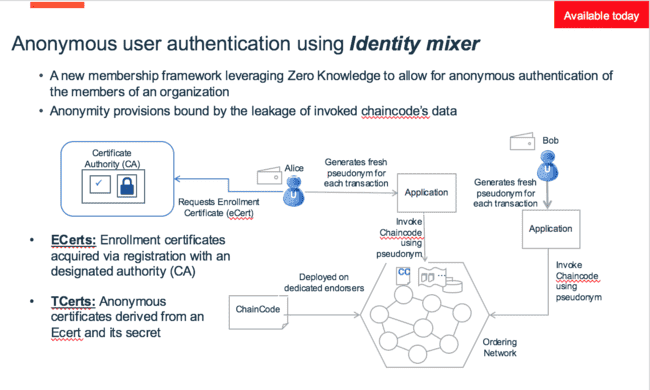 Available today
Anonymous user authentication using Identity mixer
• A new membership framework leveraging Zero Knowledge to allow for anonymous authentication of
the members of an organization
• Anonymity provisions bound by the leakage of invoked chaincode's data
Certificate
Authority (CA)
Alice
Requests Enrollment
Certificate (eCert)
U
Generates fresh
pseudonym for
each transaction
Application
Bob
U
Generates fresh
pseudonym for
each transaction
Application
Invoke
Chaincode
using
pseudonym
Invoke
Chaincode
using
pseudonym
• ECerts: Enrollment certificates
acquired via registration with an
designated authority (CA)
• TCerts: Anonymous
certificates derived from an
Ecert and its secret
Deployed on
dedicated endorsers
ChainCode
CC
...
Ordering
Network